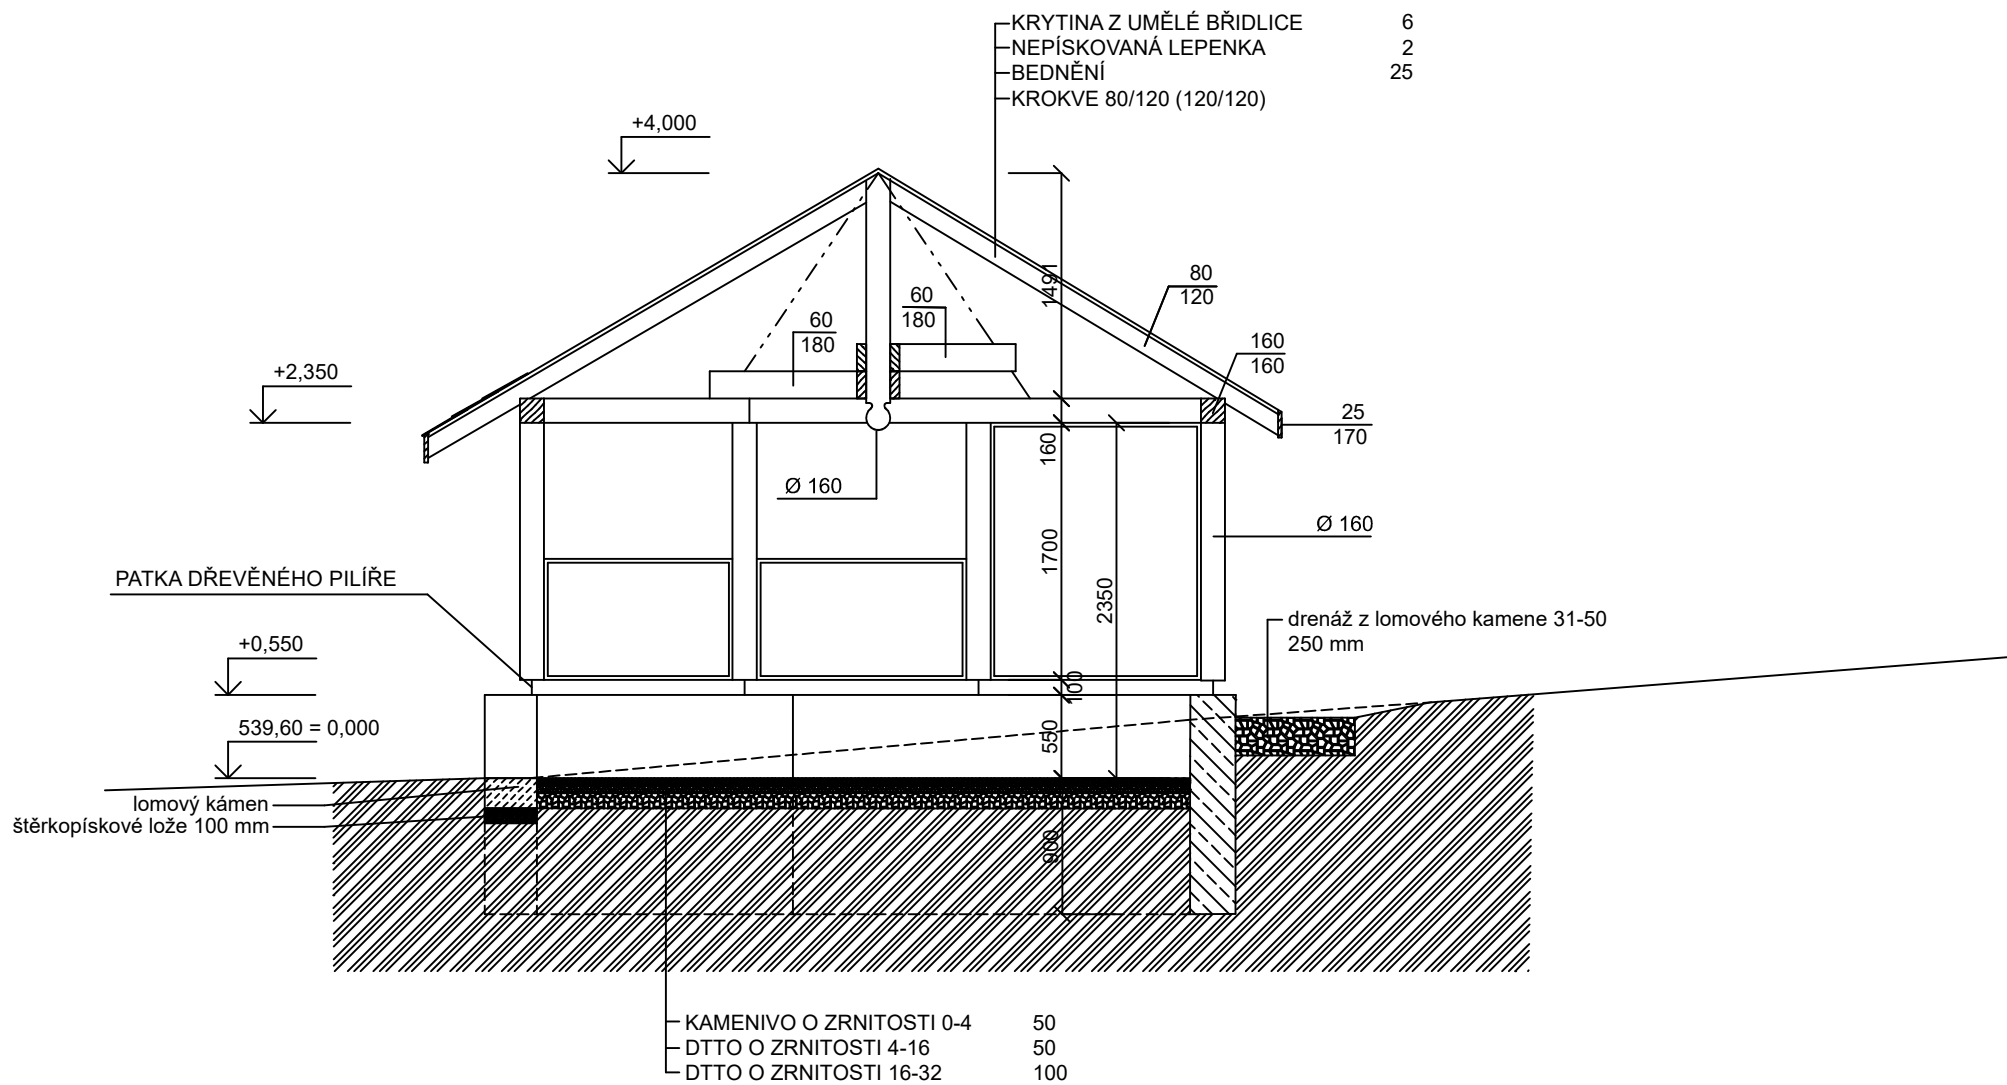 KRYTINA Z UMĚLÉ BŘIDLICE 6
NEPÍSKOVANÁ LEPENKA 2
BEDNĚNÍ 25
KROKVE 80/120 (120/120)
+4,000
1491
80
120
60
180
60
180
160
160
+2,350
25
170
160
Ø 160
Ø 160
1700
PATKA DŘEVĚNÉHO PILÍŘE
2350
drenáž z lomového kamene 31-50
250 mm
+0,550
100
539,60 = 0,000
550
lomový kámen
štěrkopískové lože 100 mm
900
KAMENIVO O ZRNITOSTI 0-4 50
DTTO O ZRNITOSTI 4-16 50
DTTO O ZRNITOSTI 16-32 100